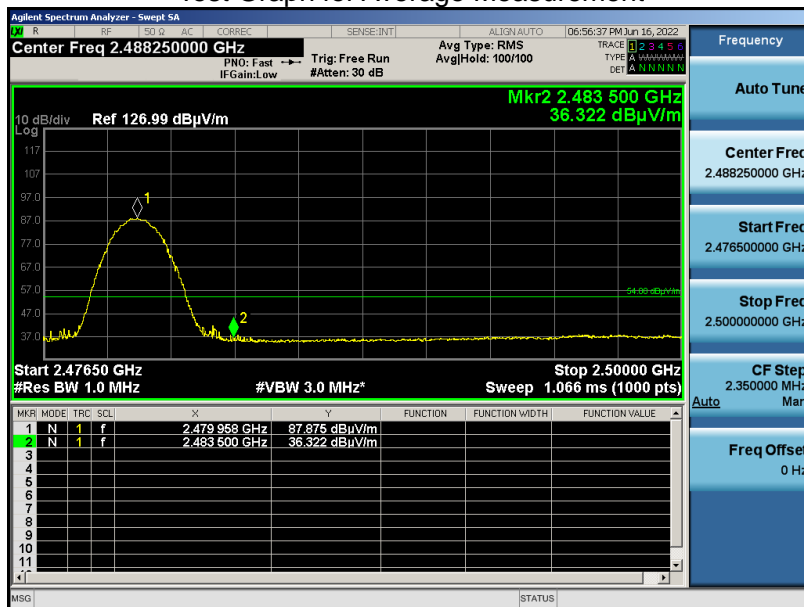 Test Graph for Average Measurement
Agilent Spectrum Analyzer - Swept SA
LXI R RF 50 Ω AC CORREC SENSE:INT ALIGN AUTO 06:56:37 PM Jun 16, 2022
Center Freq 2.488250000 GHz
PNO: Fast
IFGain:Low
Trig: Free Run
#Atten: 30 dB
Avg Type: RMS
Avg|Hold: 100/100
TRACE 1 2 3 4 5 6
TYPE A WWWWW
DET A N N N N N
Mkr2 2.483 500 GHz
36.322 dBµV/m
10 dB/div Ref 126.99 dBµV/m
Log
117
107
97.0
1
87.0
77.0
67.0
57.0
54.00 dBµV/m
47.0
2
37.0
Start 2.47650 GHz Stop 2.50000 GHz
#Res BW 1.0 MHz #VBW 3.0 MHz* Sweep 1.066 ms (1000 pts)
MKR MODE TRC SCL X Y FUNCTION FUNCTION WIDTH FUNCTION VALUE
1 N 1 f 2.479 958 GHz 87.875 dBµV/m
2 N 1 f 2.483 500 GHz 36.322 dBµV/m
3
4
5
6
7
8
9
10
11
MSG STATUS
Frequency
Auto Tune
Center Freq
2.488250000 GHz
Start Freq
2.476500000 GHz
Stop Freq
2.500000000 GHz
CF Step
2.350000 MHz
Auto Man
Freq Offset
0 Hz